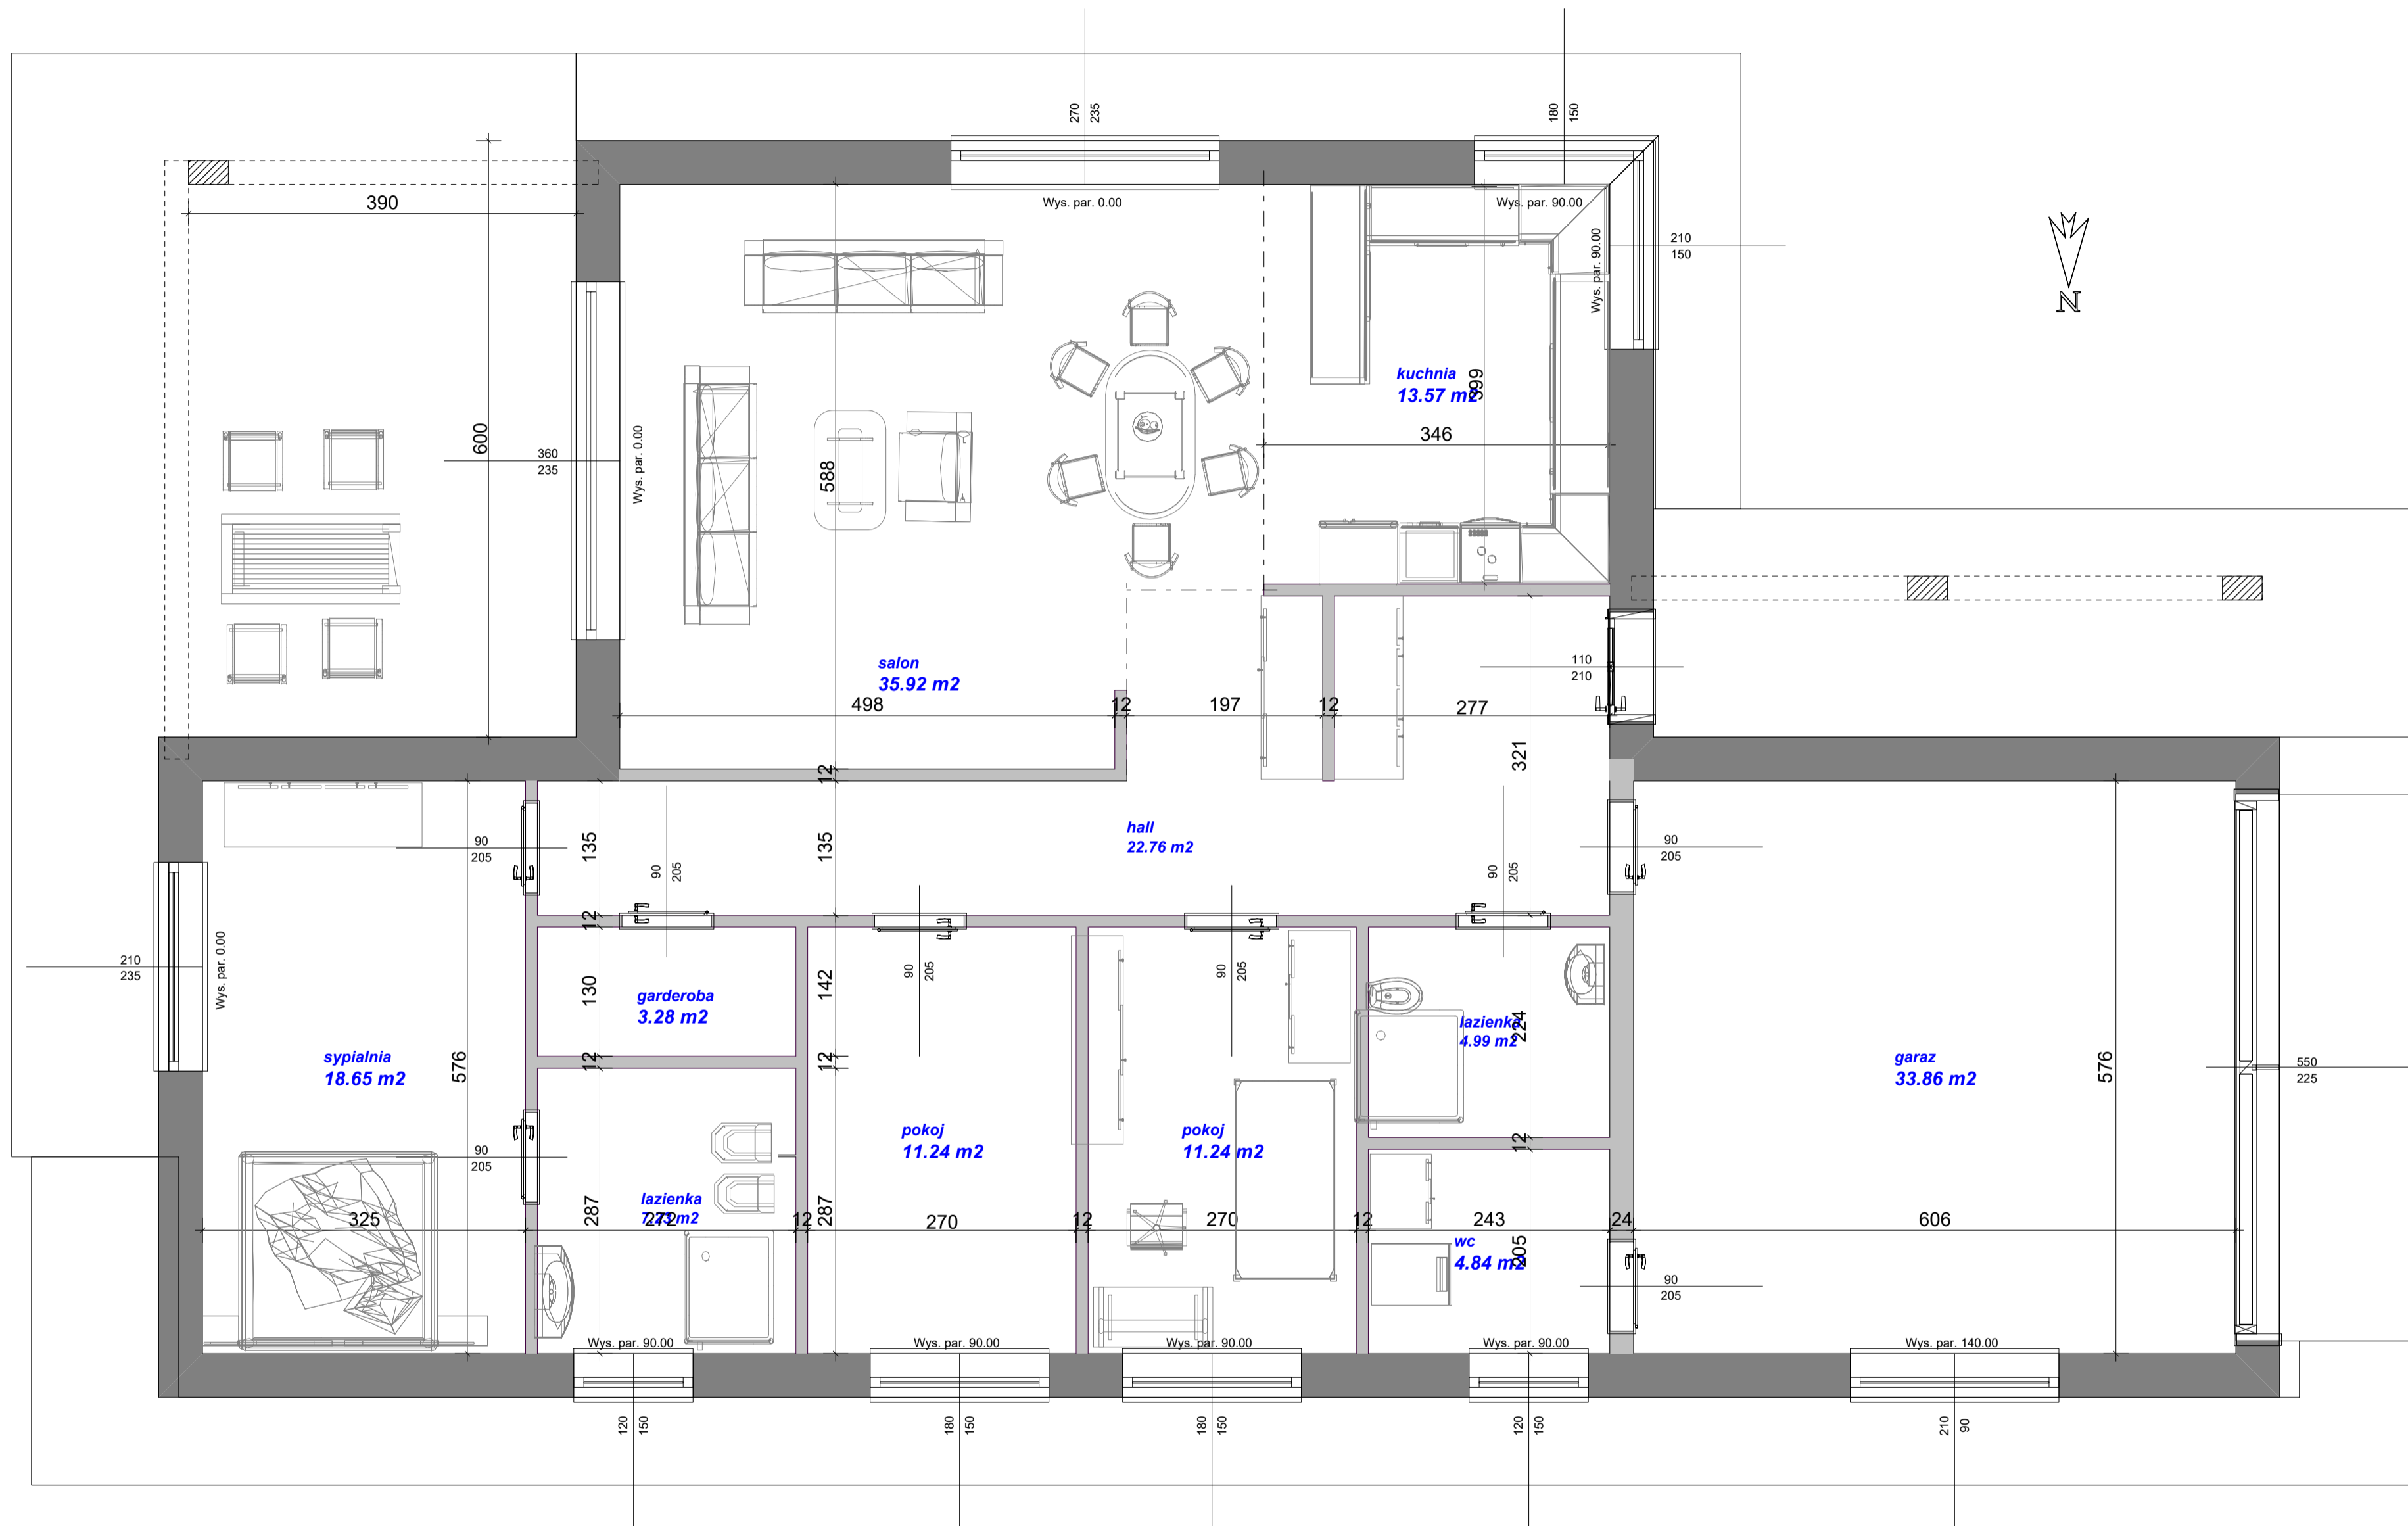 270
235
180
150
Wys. par. 0.00
Wys. par. 90.00
390
210
150
Wys. par. 90.00
N
kuchnia
13.57 m2
399
346
600
360
235
Wys. par. 0.00
588
salon
35.92 m2
110
210
498
12
197
12
277
321
12
hall
22.76 m2
90
205
135
135
90
205
90
205
90
205
12
210
235
Wys. par. 0.00
90
205
90
205
130
142
garderoba
3.28 m2
lazienka
4.99 m2
224
sypialnia
18.65 m2
576
12
12
garaz
33.86 m2
576
550
225
pokoj
11.24 m2
pokoj
11.24 m2
12
90
205
lazienka
7.23 m2
287
287
325
272
12
270
12
270
12
243
24
606
wc
4.84 m2
205
90
205
Wys. par. 90.00
Wys. par. 90.00
Wys. par. 90.00
Wys. par. 90.00
Wys. par. 140.00
120
150
180
150
180
150
120
150
210
90